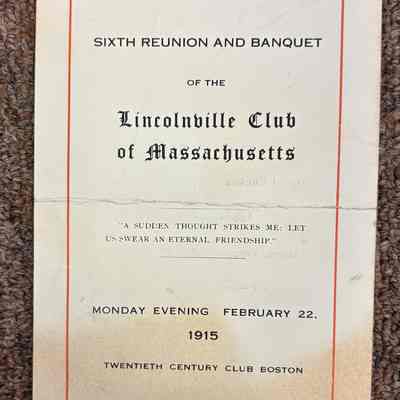 SIXTH REUNION AND BANQUET
OF THE
Lincolnville Club
of Massachusetts
"A SUDDEN THOUGHT STRIKES ME: LET
US SWEAR AN ETERNAL FRIENDSHIP."
MONDAY EVENING FEBRUARY 22,
1915
TWENTIETH CENTURY CLUB BOSTON